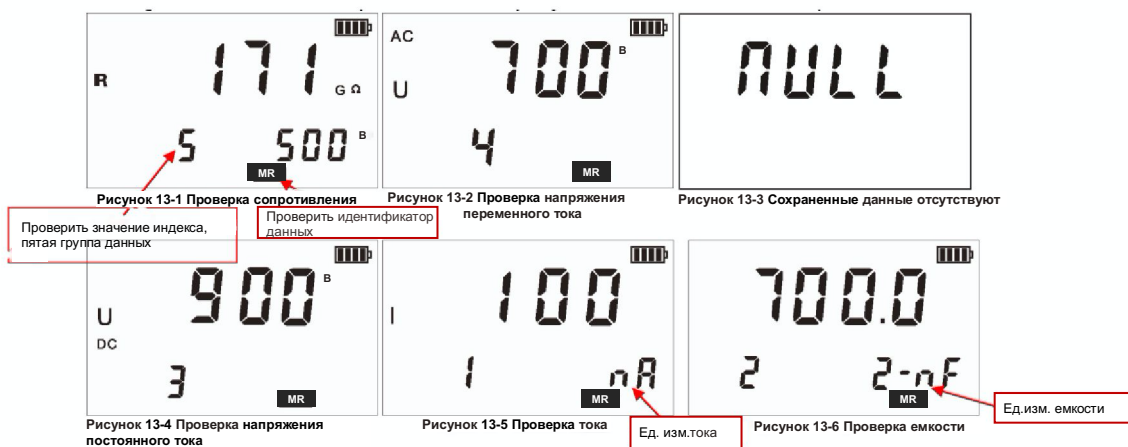 R
171
G Ω
5
500 В
MR
Рисунок 13-1 Проверка сопротивления
AC
U
700 В
4
MR
Рисунок 13-2 Проверка напряжения
переменного тока
NULL
Рисунок 13-3 Сохраненные данные отсутствуют
Проверить значение индекса,
пятая группа данных
Проверить идентификатор
данных
U
DC
900 В
3
MR
Рисунок 13-4 Проверка напряжения
постоянного тока
I
100
1
nA
MR
Рисунок 13-5 Проверка тока
Ед. изм.тока
700.0
2
2-nF
MR
Рисунок 13-6 Проверка емкости
Ед.изм. емкости